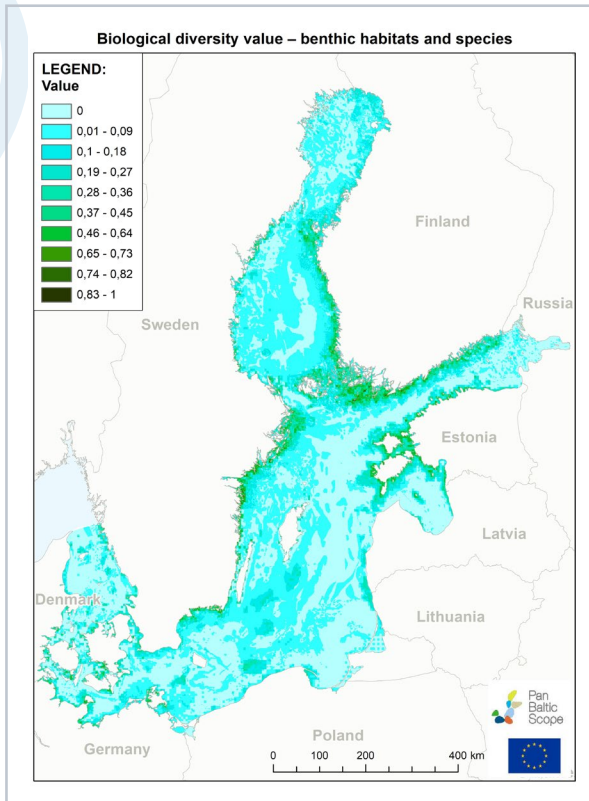 Biological diversity value – benthic habitats and species
LEGEND:
Value
0
0,01 - 0,09
0,1 - 0,18
0,19 - 0,27
0,28 - 0,36
0,37 - 0,45
0,46 - 0,64
0,65 - 0,73
0,74 - 0,82
0,83 - 1
Finland
Russia
Sweden
Estonia
Latvia
Denmark
Lithuania
Germany
Poland
0 100 200 400 km
Pan
Baltic
Scope